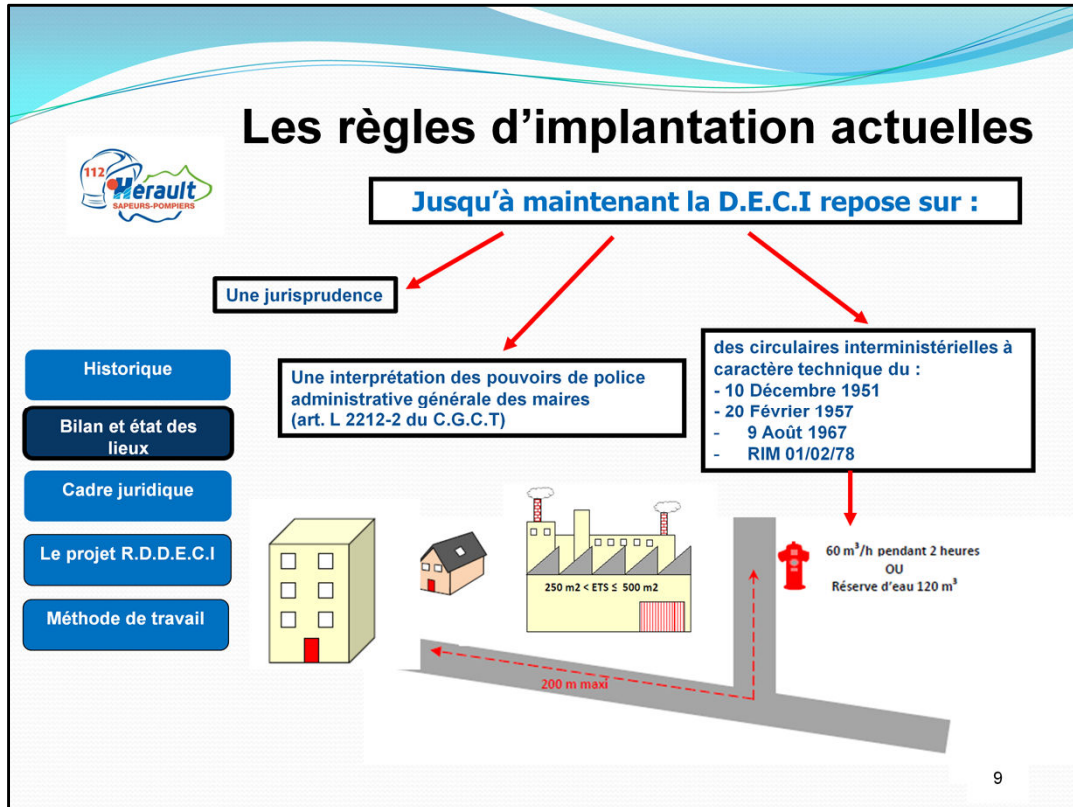 Les règles d'implantation actuelles
112
Hérault
SAPEURS-POMPIERS
Jusqu'à maintenant la D.E.C.I repose sur :
Une jurisprudence
Une interprétation des pouvoirs de police
administrative générale des maires
(art. L 2212-2 du C.G.C.T)
des circulaires interministérielles à
caractère technique du :
- 10 Décembre 1951
- 20 Février 1957
- 9 Août 1967
- RIM 01/02/78
Historique
Bilan et état des
lieux
Cadre juridique
Le projet R.D.D.E.C.I
Méthode de travail
250 m2 < ETS ≤ 500 m2
60 m³/h pendant 2 heures
OU
Réserve d'eau 120 m³
200 m maxi
9